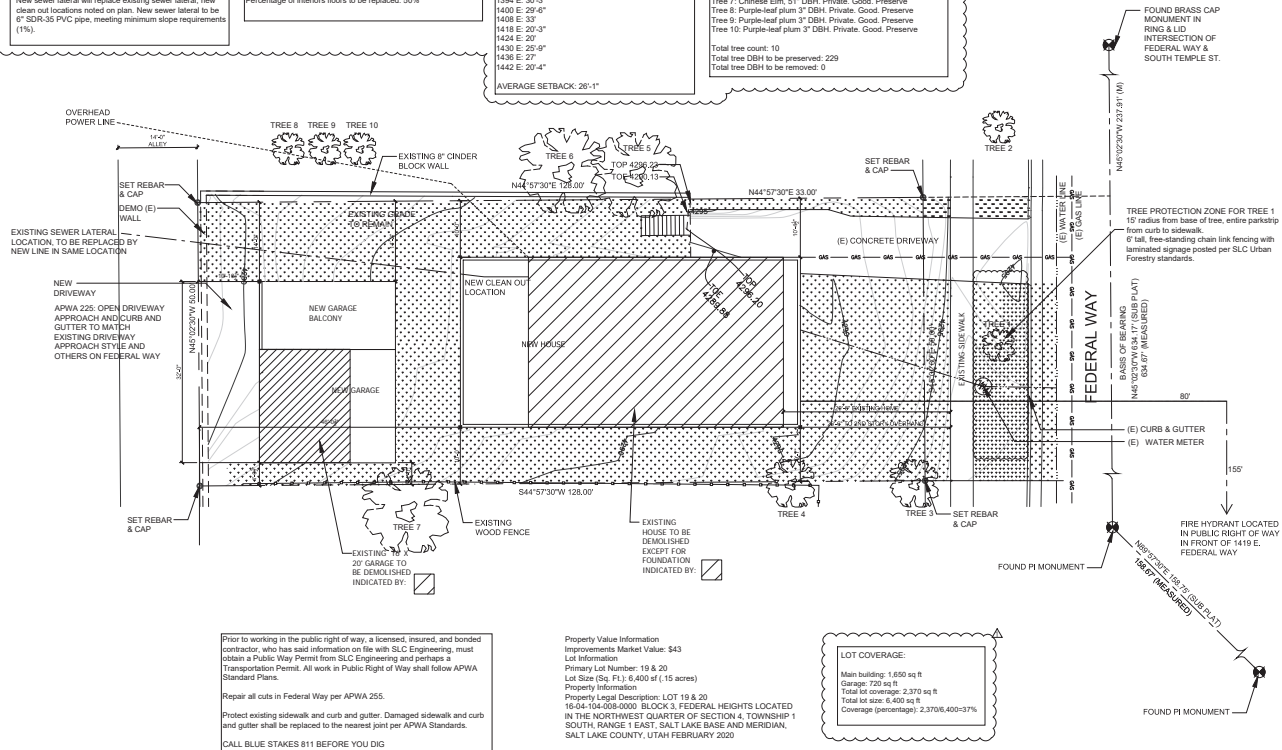 New sewer lateral will replace existing sewer lateral, new
clean out locations noted on plan. New sewer lateral to be
6" SDR-35 PVC pipe, meeting minimum slope requirements
(1%).
Percentage of interiors floors to be replaced: 50%
1400 E: 29'-6"
1408 E: 33'
1418 E: 20'-3"
1424 E: 20'
1430 E: 25'-9"
1436 E: 27'
1442 E: 20'-4"
AVERAGE SETBACK: 26'-1"
Tree 7: Chinese Elm, 51" DBH. Private. Good. Preserve
Tree 8: Purple-leaf plum 3" DBH. Private. Good. Preserve
Tree 9: Purple-leaf plum 3" DBH. Private. Good. Preserve
Tree 10: Purple-leaf plum 3" DBH. Private. Good. Preserve
Total tree count: 10
Total tree DBH to be preserved: 229
Total tree DBH to be removed: 0
FOUND BRASS CAP
MONUMENT IN
RING & LID
INTERSECTION OF
FEDERAL WAY &
SOUTH TEMPLE ST.
N45°02'30"W 237.91' (M)
OVERHEAD
POWER LINE
14'-0"
ALLEY
TREE 8
TREE 9
TREE 10
EXISTING 8" CINDER
BLOCK WALL
TREE 6
TREE 5
TOP 4296.23
TOE 4290.13
N44°57'30"E 128.00'
N44°57'30"E 33.00'
TREE 2
SET REBAR
& CAP
SET REBAR
& CAP
DEMO (E)
WALL
EXISTING GRADE
TO REMAIN
4295
(E) WATER LINE
(E) GAS LINE
TREE PROTECTION ZONE FOR TREE 1
15' radius from base of tree, entire parkstrip
from curb to sidewalk.
6' tall, free-standing chain link fencing with
laminated signage posted per SLC Urban
Forestry standards.
EXISTING SEWER LATERAL
LOCATION, TO BE REPLACED BY
NEW LINE IN SAME LOCATION
(E) CONCRETE DRIVEWAY
GAS GAS GAS GAS GAS
NEW
DRIVEWAY
APWA 225: OPEN DRIVEWAY
APPROACH AND CURB AND
GUTTER TO MATCH
EXISTING DRIVEWAY
APPROACH STYLE AND
OTHERS ON FEDERAL WAY
N45°02'30"W 50.00'
32'-0"
NEW GARAGE
BALCONY
NEW GARAGE
NEW CLEAN OUT
LOCATION
NEW HOUSE
TOE
4289.88
TOP
4296.20
EXISTING SIDEWALK
FEDERAL WAY
BASIS OF BEARING
N45°02'30"W 634.17' (SUB PLAT)
634.67' (MEASURED)
80'
155'
(E) CURB & GUTTER
(E) WATER METER
S44°57'30"W 128.00'
TREE 7
TREE 4
TREE 3
SET REBAR
& CAP
SET REBAR
& CAP
EXISTING
WOOD FENCE
EXISTING
HOUSE TO BE
DEMOLISHED
EXCEPT FOR
FOUNDATION
INDICATED BY:
EXISTING 18' X
20' GARAGE TO
BE DEMOLISHED
INDICATED BY:
FOUND PI MONUMENT
FIRE HYDRANT LOCATED
IN PUBLIC RIGHT OF WAY
IN FRONT OF 1419 E.
FEDERAL WAY
N89°57'30"E 158.75' (SUB PLAT)
158.67' (MEASURED)
FOUND PI MONUMENT
Prior to working in the public right of way, a licensed, insured, and bonded
contractor, who has said information on file with SLC Engineering, must
obtain a Public Way Permit from SLC Engineering and perhaps a
Transportation Permit. All work in Public Right of Way shall follow APWA
Standard Plans.
Repair all cuts in Federal Way per APWA 255.
Protect existing sidewalk and curb and gutter. Damaged sidewalk and curb
and gutter shall be replaced to the nearest joint per APWA Standards.
CALL BLUE STAKES 811 BEFORE YOU DIG
Property Value Information
Improvements Market Value: $43
Lot Information
Primary Lot Number: 19 & 20
Lot Size (Sq. Ft.): 6,400 sf (.15 acres)
Property Information
Property Legal Description: LOT 19 & 20
16-04-104-008-0000 BLOCK 3, FEDERAL HEIGHTS LOCATED
IN THE NORTHWEST QUARTER OF SECTION 4, TOWNSHIP 1
SOUTH, RANGE 1 EAST, SALT LAKE BASE AND MERIDIAN,
SALT LAKE COUNTY, UTAH FEBRUARY 2020
LOT COVERAGE:
Main building: 1,650 sq ft
Garage: 720 sq ft
Total lot coverage: 2,370 sq ft
Total lot size: 6,400 sq ft
Coverage (percentage): 2,370/6,400=37%